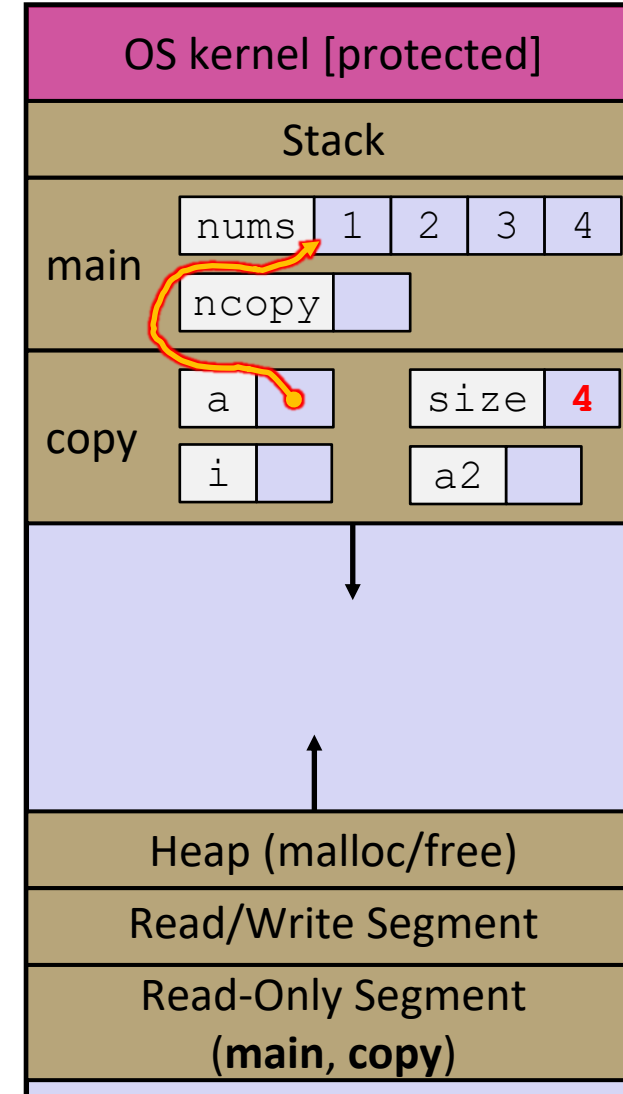 OS kernel [protected]
Stack
main
nums 1 2 3 4
ncopy
copy
a size 4
i a2
Heap (malloc/free)
Read/Write Segment
Read-Only Segment
(main, copy)